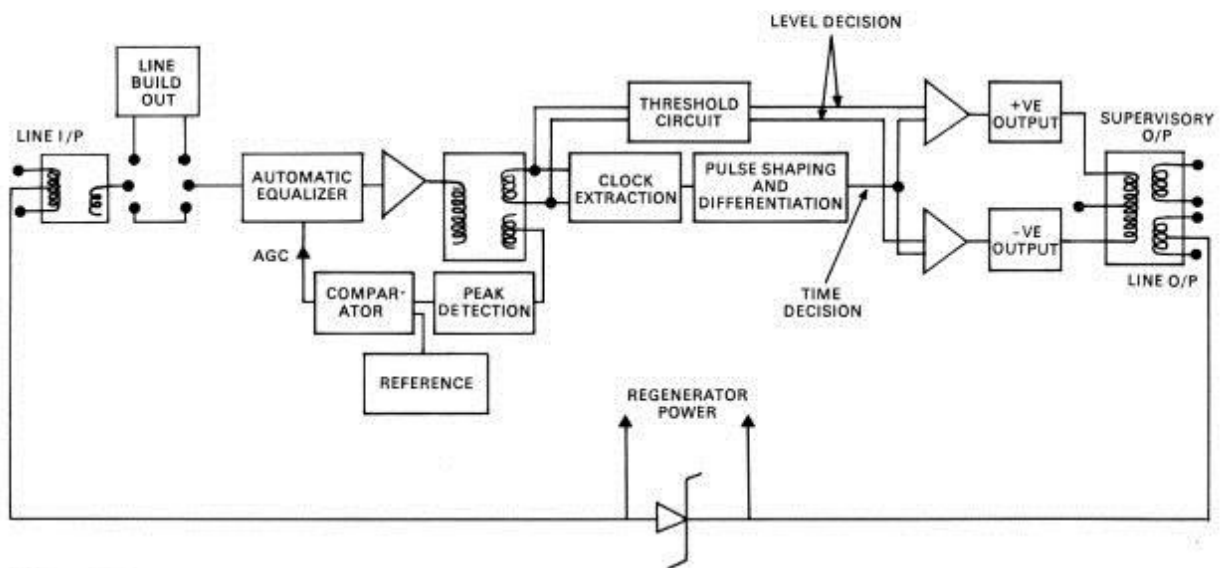 LEVEL DECISION
LINE
BUILD
OUT
LINE I/P
THRESHOLD
CIRCUIT
+VE
OUTPUT
SUPERVISORY
O/P
AUTOMATIC
EQUALIZER
CLOCK
EXTRACTION
PULSE SHAPING
AND
DIFFERENTIATION
-VE
OUTPUT
AGC
COMPAR-
ATOR
PEAK
DETECTION
TIME
DECISION
LINE O/P
REFERENCE
REGENERATOR
POWER